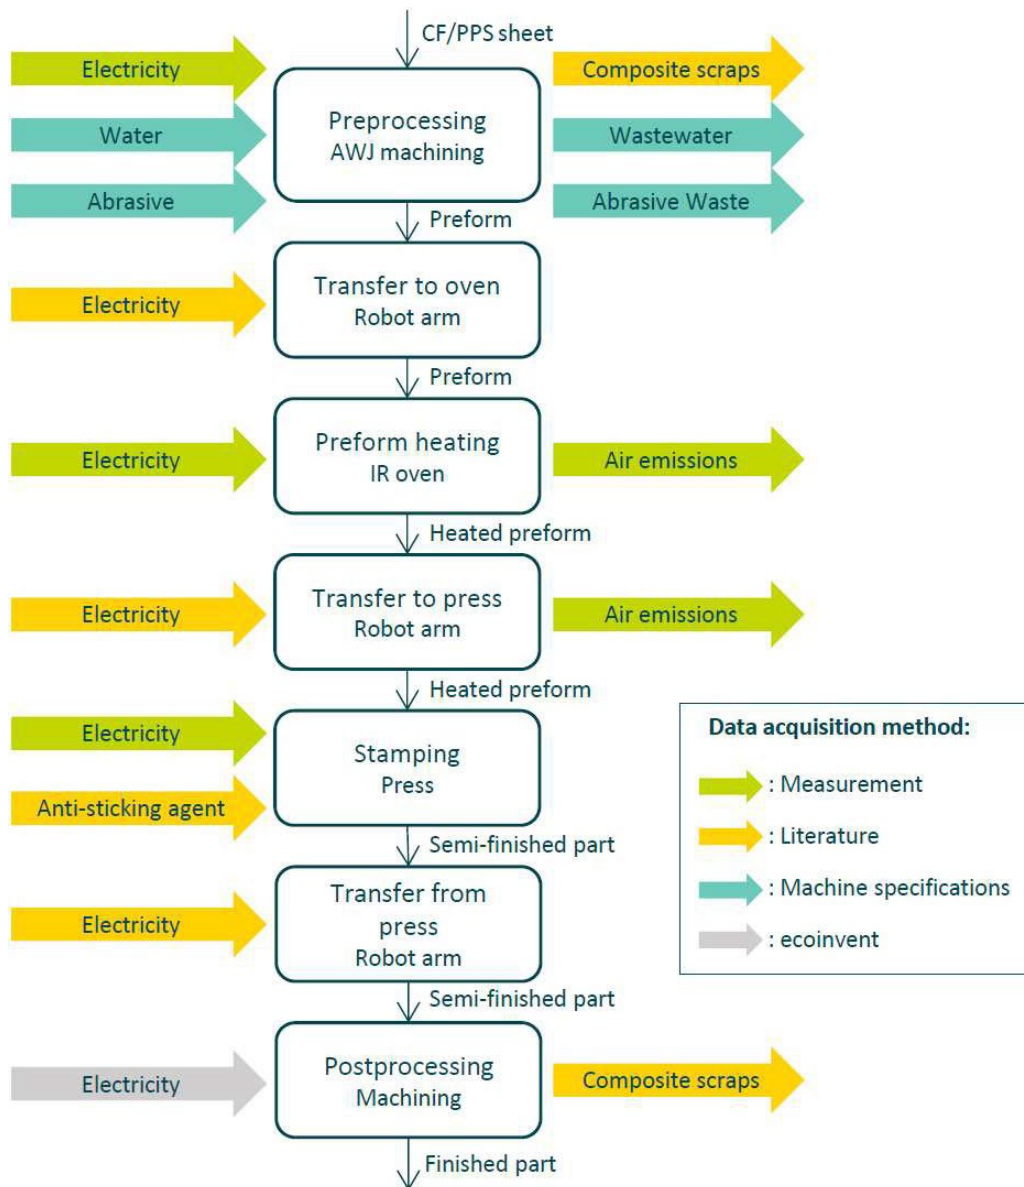 CF/PPS sheet
Electricity
Composite scraps
Preprocessing
AWJ machining
Water
Wastewater
Abrasive
Abrasive Waste
Preform
Transfer to oven
Robot arm
Electricity
Preform
Preform heating
IR oven
Electricity
Air emissions
Heated preform
Transfer to press
Robot arm
Electricity
Air emissions
Heated preform
Electricity
Stamping
Press
Anti-sticking agent
Semi-finished part
Transfer from
press
Robot arm
Electricity
Semi-finished part
Postprocessing
Machining
Electricity
Composite scraps
Finished part
Data acquisition method:
: Measurement
: Literature
: Machine specifications
: ecoinvent